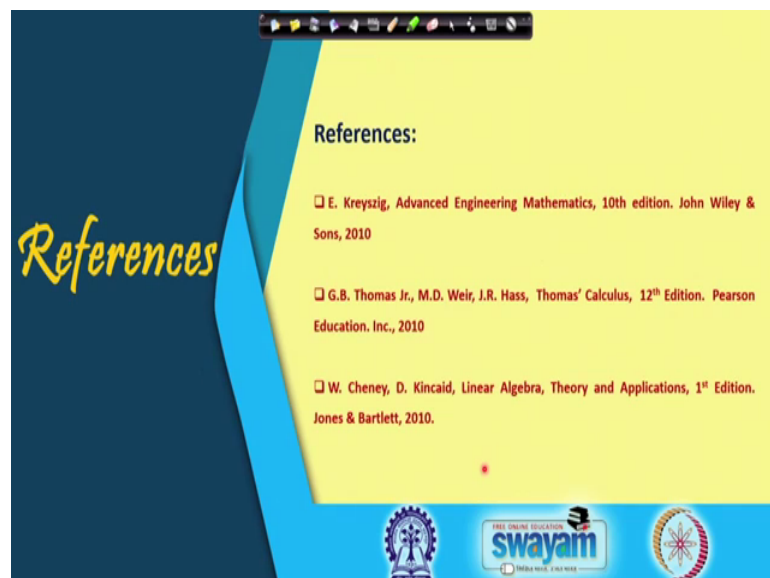 References
References:
❑ E. Kreyszig, Advanced Engineering Mathematics, 10th edition. John Wiley &
Sons, 2010
❑ G.B. Thomas Jr., M.D. Weir, J.R. Hass, Thomas' Calculus, 12th Edition. Pearson
Education. Inc., 2010
❑ W. Cheney, D. Kincaid, Linear Algebra, Theory and Applications, 1st Edition.
Jones & Bartlett, 2010.
FREE ONLINE EDUCATION
swayam